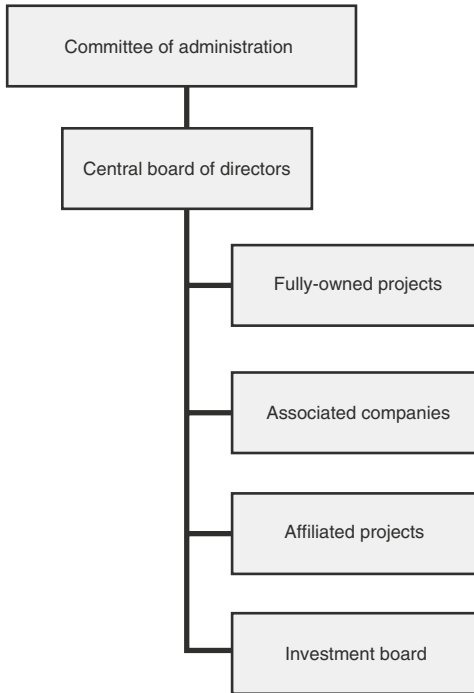 Committee of administration
Central board of directors
Fully-owned projects
Associated companies
Affiliated projects
Investment board